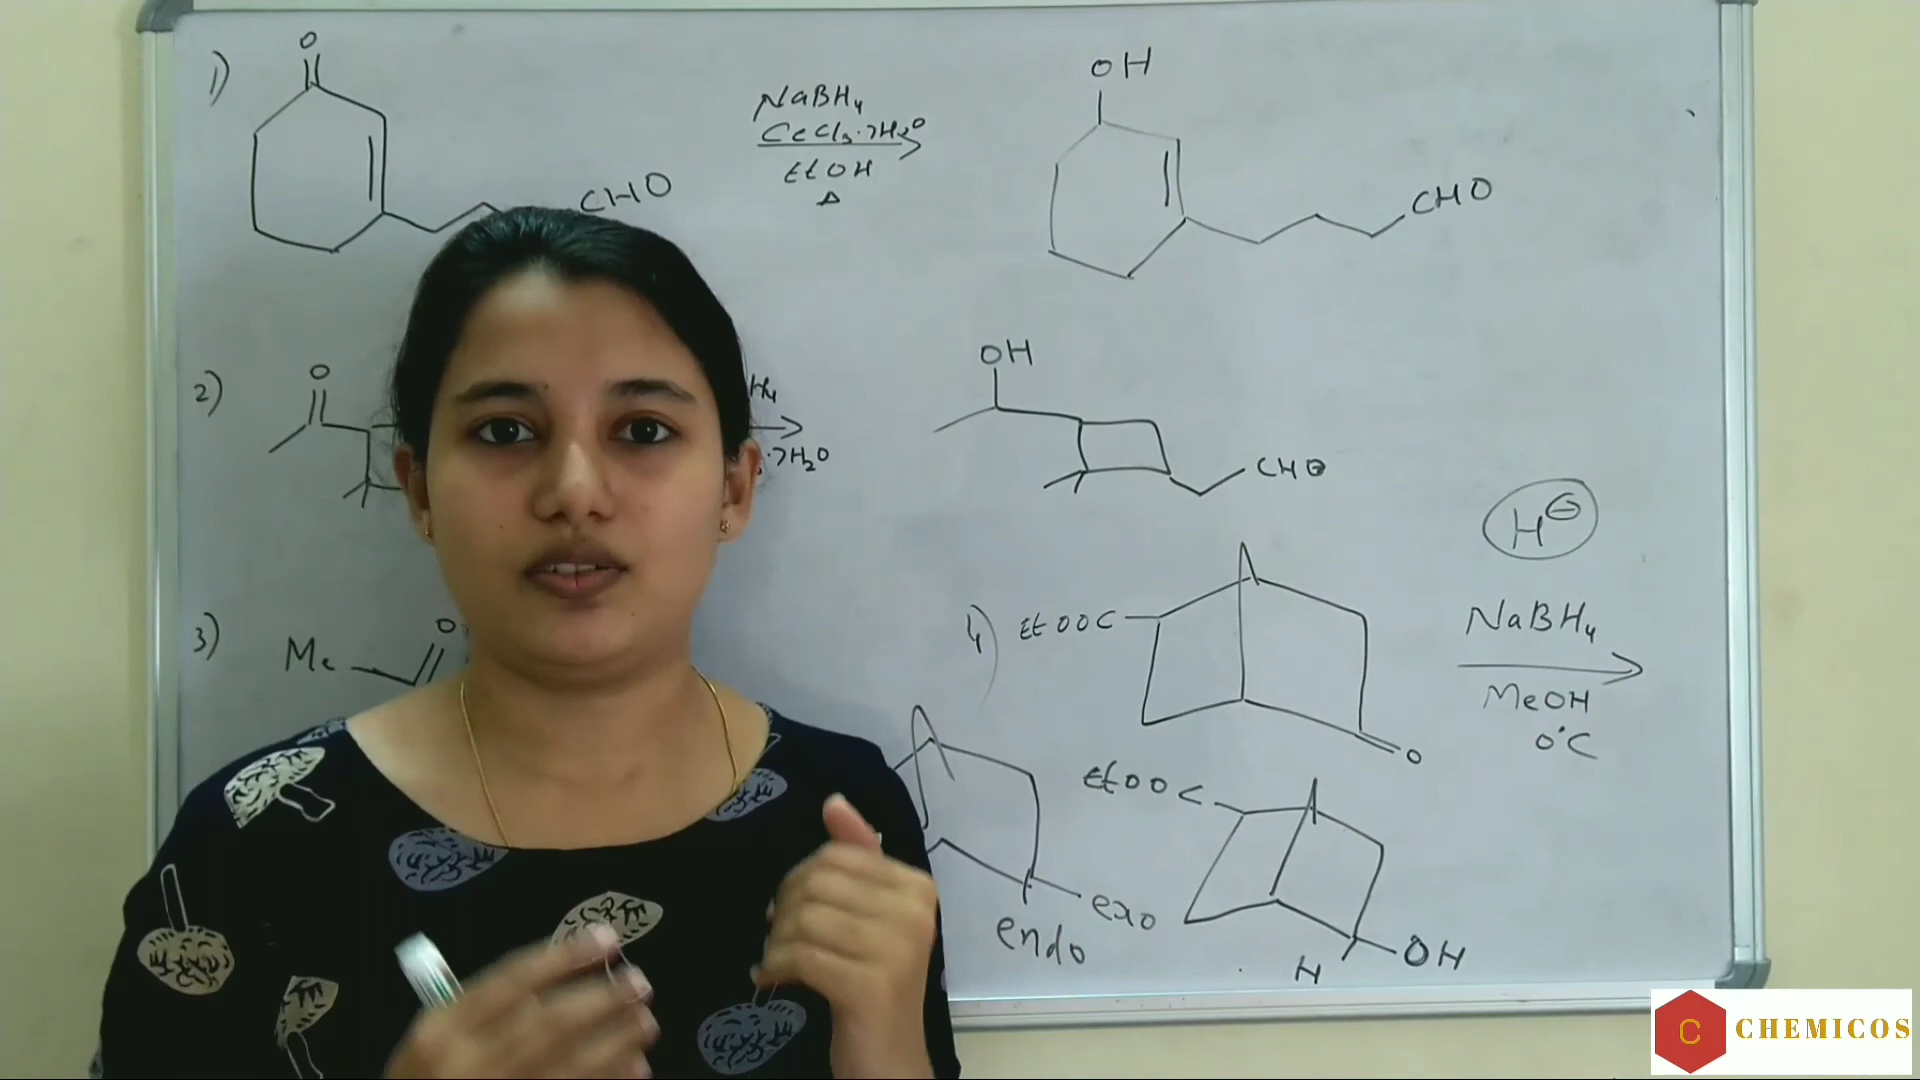 1)
O
CHO
NaBH4
CeCl3·7H2O
EtOH
Δ
OH
CHO
2)
O
H4
·7H2O
OH
CHO
3)
Me
O
4)
EtOOC
O
H⊖
NaBH4
MeOH
0°C
endo
exo
EtOOC
H
OH
C
CHEMICOS